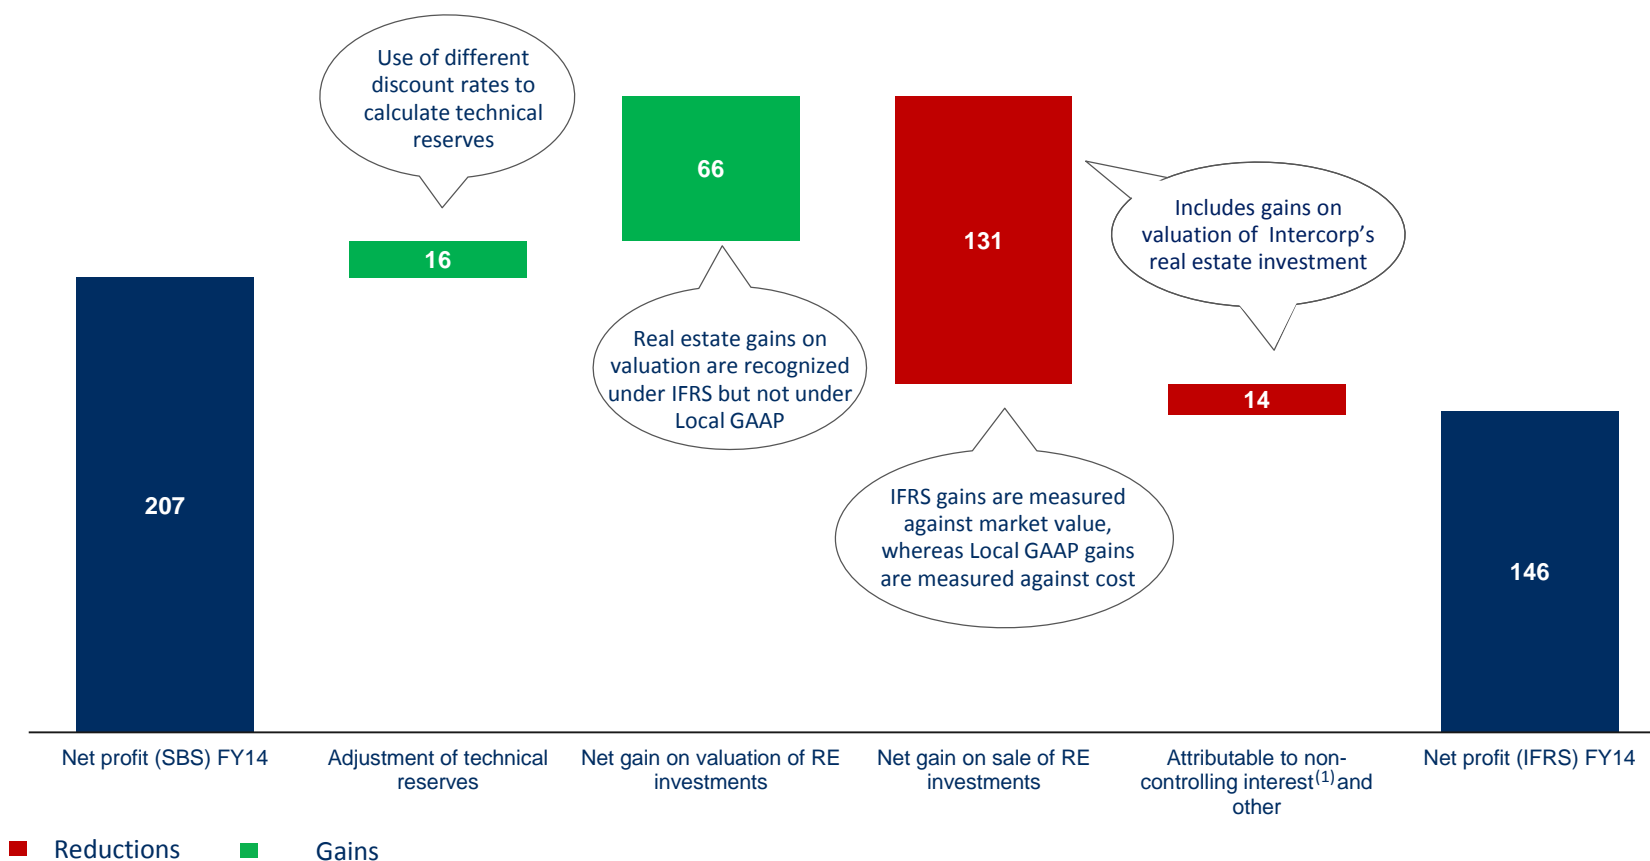 Use of different
discount rates to
calculate technical
reserves
66
Includes gains on
valuation of Intercorp's
real estate investment
131
16
Real estate gains on
valuation are recognized
under IFRS but not under
Local GAAP
14
207
IFRS gains are measured
against market value,
whereas Local GAAP gains
are measured against cost
146
Net profit (SBS) FY14
Adjustment of technical
reserves
Net gain on valuation of RE
investments
Net gain on sale of RE
investments
Attributable to non-
controlling interest(1) and
other
Net profit (IFRS) FY14
Reductions
Gains